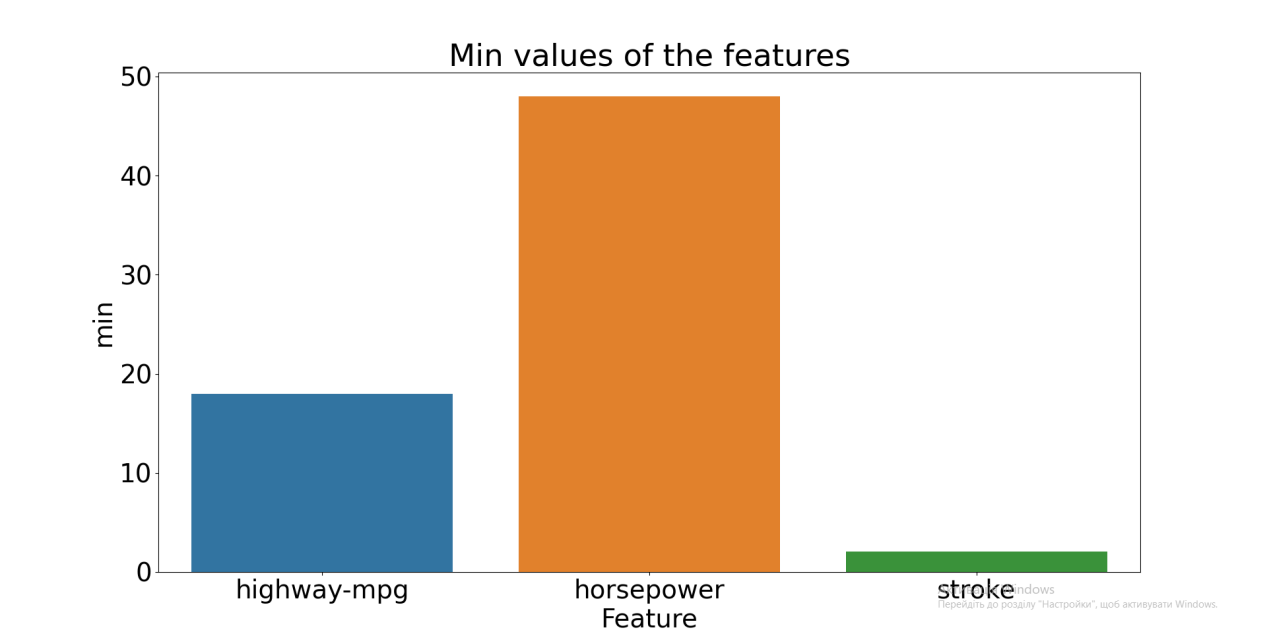 Min values of the features
50
40
30
20
10
0
min
highway-mpg
horsepower
stroke
Windows
Feature
Перейдіть до розділу "Настройки", щоб активувати Windows.